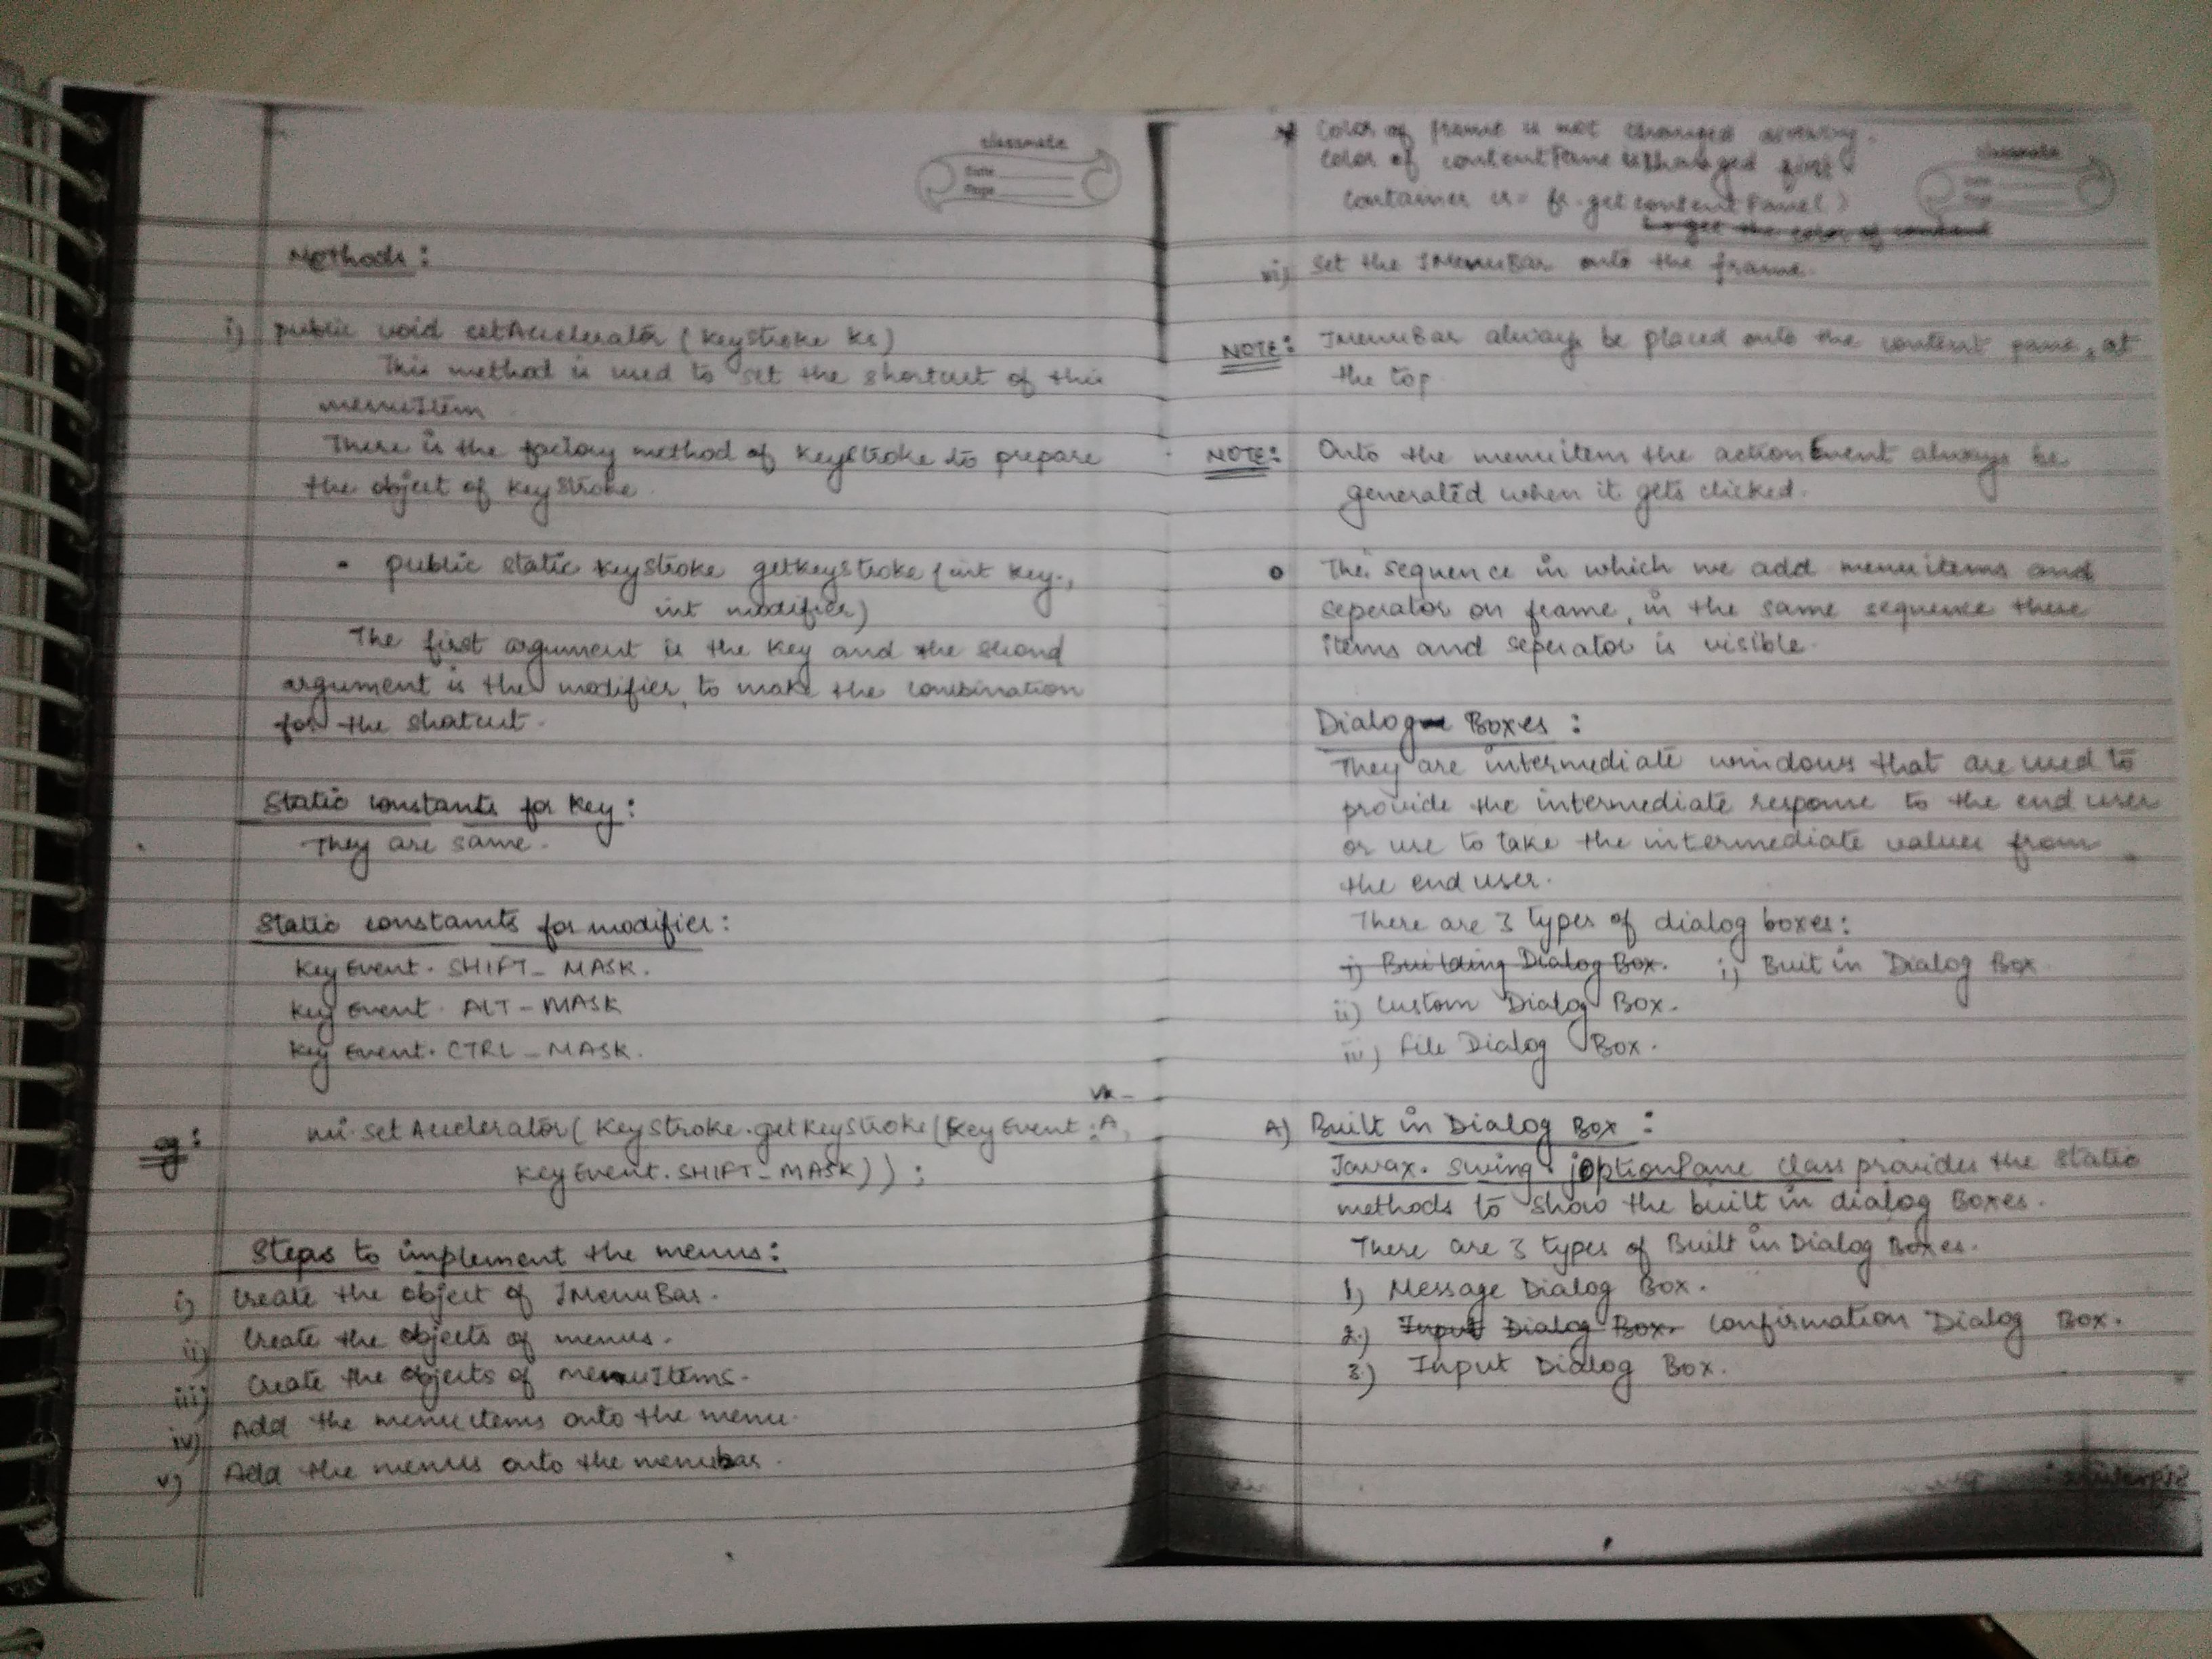 classmate
Date
Page
Methods:
i) public void setAccelerator (KeyStroke ks)
This method is used to set the shortcut of this
menuItem
There is the factory method of KeyStroke to prepare
the object of KeyStroke
• public static KeyStroke getKeyStroke (int key,
int modifier)
The first argument is the key and the second
argument is the modifier, to make the combination
for the shatcut.
Static constants for key:
They are same.
Static constants for modifier:
KeyEvent. SHIFT_MASK.
KeyEvent. ALT_MASK
KeyEvent. CTRL_MASK.
VK_
eg: mi.setAccelerator(KeyStroke.getKeyStroke(KeyEvent.A,
KeyEvent.SHIFT_MASK));
Steps to implement the menus:
i) Create the object of JMenuBar.
ii) Create the objects of menus.
iii) Create the objects of menuItems.
iv) Add the menuitems onto the menu.
v) Add the menus onto the menubar.
* Color of frame is not changed
color of contentPane is changed
classmate
Container = fr.getcontentPane()
to get the color of
vi) Set the JMenuBar onto the frame.
NOTE: JmenuBar always be placed onto the content pane, at
the top
NOTE: Onto the menuitem the actionEvent always be
generated when it gets clicked.
o The sequence in which we add menuitems and
seperator on frame, in the same sequence these
items and seperator is visible.
Dialog Boxes:
They are intermediate windows that are used to
provide the intermediate response to the end user
or use to take the intermediate values from
the end user.
There are 3 types of dialog boxes:
i) Building Dialog Box. i) Built in Dialog Box
ii) Custom Dialog Box.
iii) File Dialog Box.
A) Built in Dialog Box:
Javax. swing. jOptionPane class provides the static
methods to show the built in dialog Boxes.
There are 3 types of Built in Dialog Boxes.
1) Message Dialog Box.
2.) Input Dialog Box. Confirmation Dialog Box.
3.) Input Dialog Box.